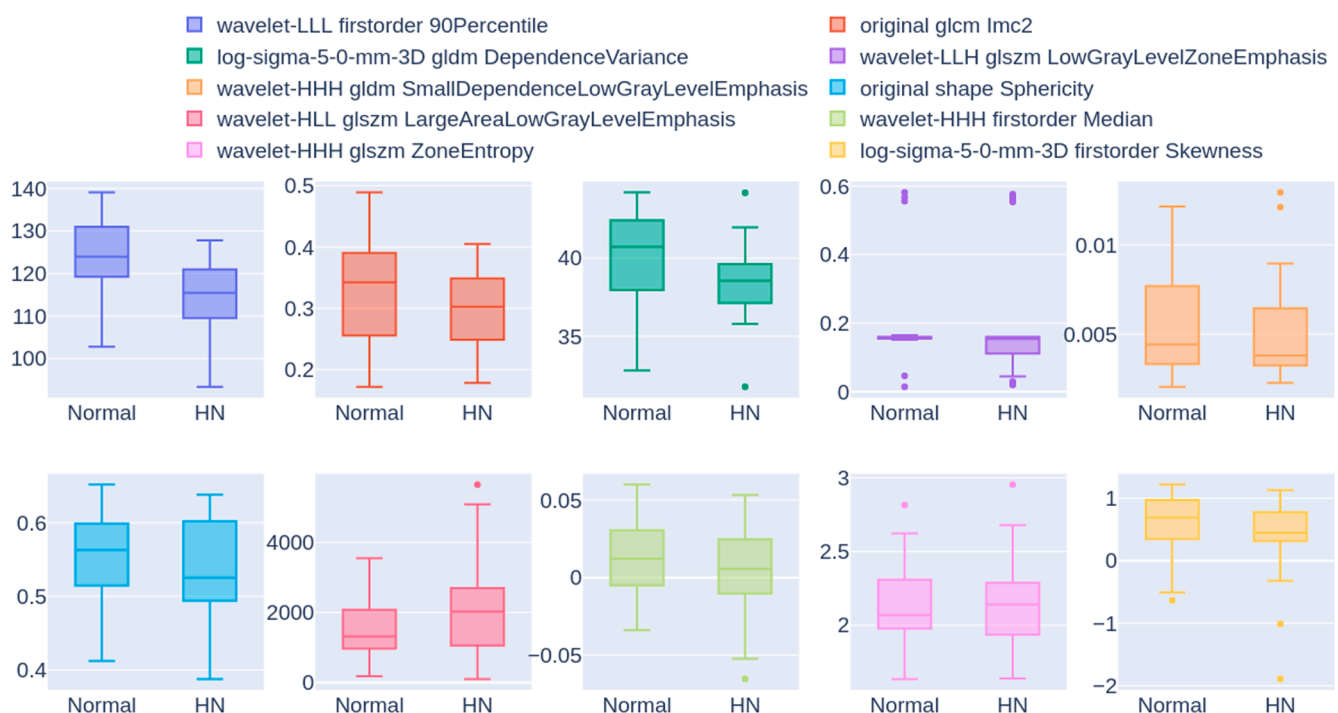 wavelet-LLL firstorder 90Percentile
original glcm Imc2
log-sigma-5-0-mm-3D gldm DependenceVariance
wavelet-LLH glszm LowGrayLevelZoneEmphasis
wavelet-HHH gldm SmallDependenceLowGrayLevelEmphasis
original shape Sphericity
wavelet-HLL glszm LargeAreaLowGrayLevelEmphasis
wavelet-HHH firstorder Median
wavelet-HHH glszm ZoneEntropy
log-sigma-5-0-mm-3D firstorder Skewness
140
130
120
110
100
Normal HN
0.5
0.4
0.3
0.2
Normal HN
40
35
Normal HN
0.6
0.4
0.2
0
Normal HN
0.01
0.005
Normal HN
0.6
0.5
0.4
Normal HN
4000
2000
0
Normal HN
0.05
0
−0.05
Normal HN
3
2.5
2
Normal HN
1
0
−1
−2
Normal HN